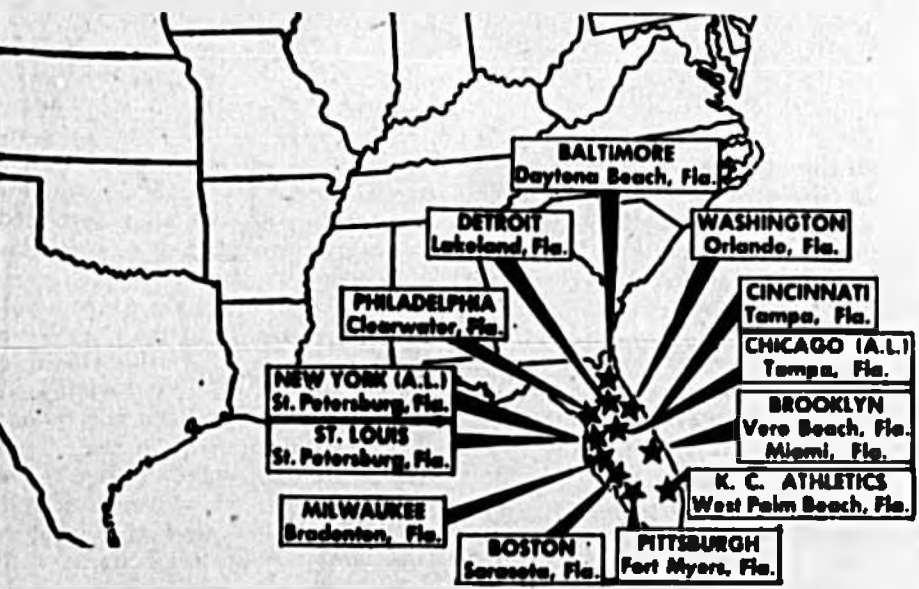 BALTIMORE
Daytona Beach, Fla.
DETROIT
Lakeland, Fla.
WASHINGTON
Orlando, Fla.
PHILADELPHIA
Clearwater, Fla.
CINCINNATI
Tampa, Fla.
CHICAGO (A.L.)
Tampa, Fla.
NEW YORK (A.L.)
St. Petersburg, Fla.
ST. LOUIS
St. Petersburg, Fla.
BROOKLYN
Vero Beach, Fla.
Miami, Fla.
K. C. ATHLETICS
West Palm Beach, Fla.
MILWAUKEE
Bradenton, Fla.
BOSTON
Sarasota, Fla.
PITTSBURGH
Fort Myers, Fla.